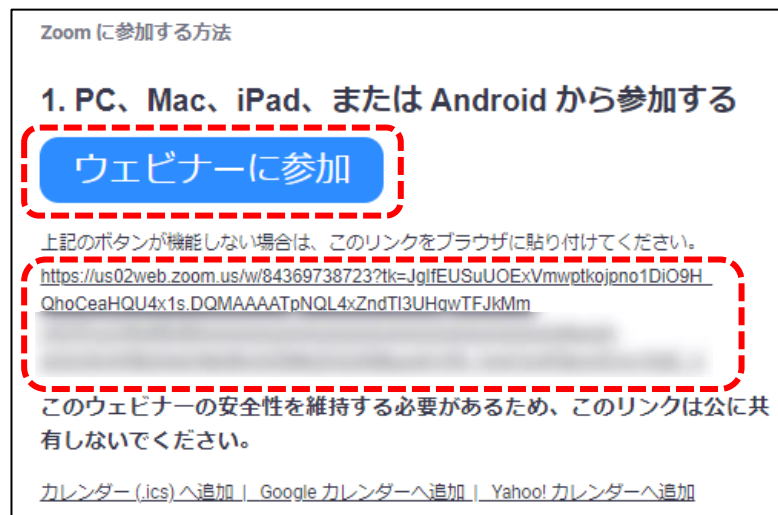 Zoom に参加する方法
1. PC、Mac、iPad、または Android から参加する
ウェビナーに参加
上記のボタンが機能しない場合は、このリンクをブラウザに貼り付けてください。
https://us02web.zoom.us/w/84369738723?tk=JglfEUSuUOExVmwptkojpno1DiO9H_
QhoCeaHQU4x1s.DQMAAAATpNQL4xZndTI3UHgwTFJkMm
このウェビナーの安全性を維持する必要があるため、このリンクは公に共
有しないでください。
カレンダー (.ics) へ追加 | Google カレンダーへ追加 | Yahoo! カレンダーへ追加